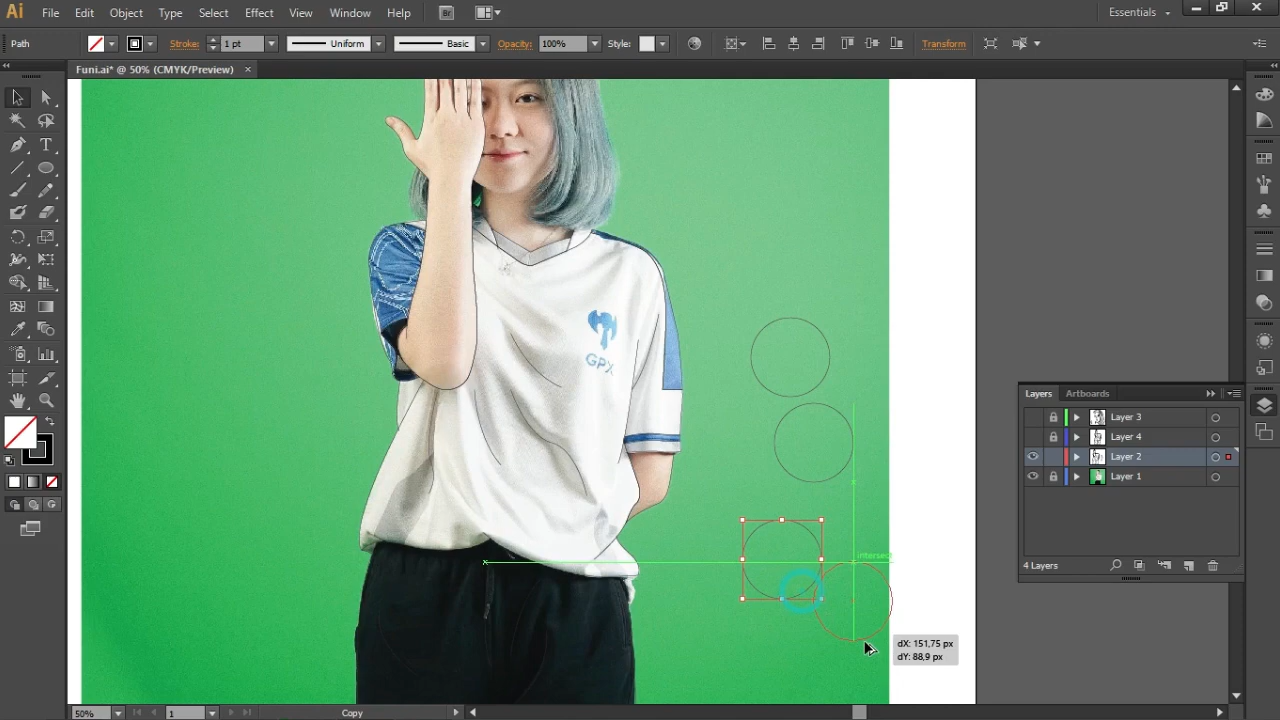 Ai File Edit Object Type Select Effect View Window Help Br Essentials
Path Stroke: 1 pt Uniform Basic Opacity: 100% Style: Transform
Funi.ai* @ 50% (CMYK/Preview) ×
GPX
Layers Artboards
Layer 3
Layer 4
Layer 2
Layer 1
intersect
4 Layers
dX: 151,75 px
dY: 88,9 px
50% 1 Copy